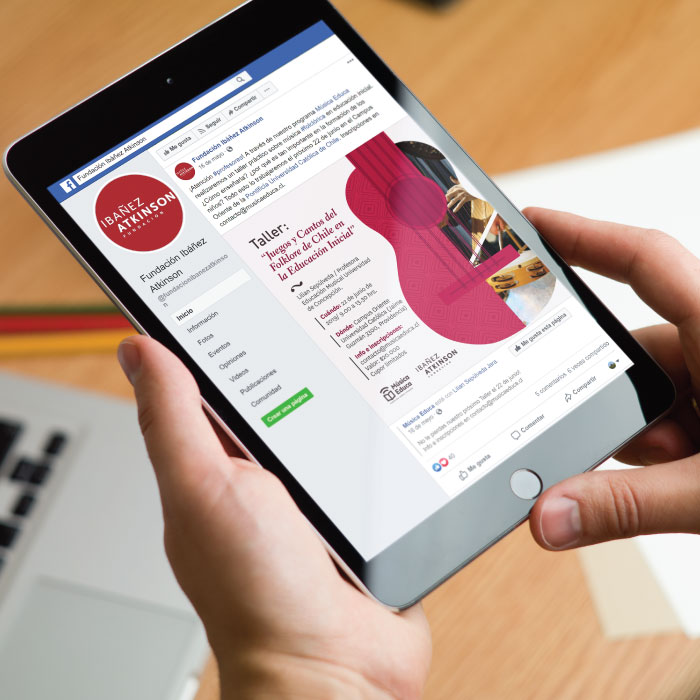 Fundación Ibáñez Atkinson
IBAÑEZ
ATKINSON
FUNDACIÓN
Fundación Ibáñez
Atkinson
@fundacionibanezatkinso
n
Inicio
Información
Fotos
Eventos
Opiniones
Videos
Publicaciones
Comunidad
Crear una página
Me gusta Seguir Compartir ...
Fundación Ibáñez Atkinson
16 de mayo
¡Atención #profesores! A través de nuestro programa Música Educa
realizaremos un taller práctico sobre música #folclórica en educación inicial.
¿Cómo enseñarla? ¿por qué es tan importante en la formación de los
niños? Todo esto lo trabajaremos el próximo 22 de junio en el Campus
Oriente de la Pontificia Universidad Católica de Chile. Inscripciones en
contacto@musicaeduca.cl.
Taller:
"Juegos y Cantos del
Folklore de Chile en
la Educación Inicial"
Lilian Sepúlveda / Profesora
Educación Musical Universidad
de Concepción.
Cuándo: 22 de junio de
2019/ 9.00 a 13.30 hrs.
Dónde: Campus Oriente
Universidad Católica (Jaime
Guzmán 3300, Providencia)
Info e inscripciones:
contacto@musicaeduca.cl
Valor: $20.000
Cupos limitados
Música
Educa
IBAÑEZ
ATKINSON
FUNDACIÓN
Música Educa está con Lilian Sepúlveda Jara.
16 de mayo
Me gusta esta página
No te pierdas nuestro próximo Taller el 22 de junio!
Info e inscripciones en contacto@musicaeduca.cl
40
5 comentarios 5 veces compartido
Me gusta Comentar Compartir